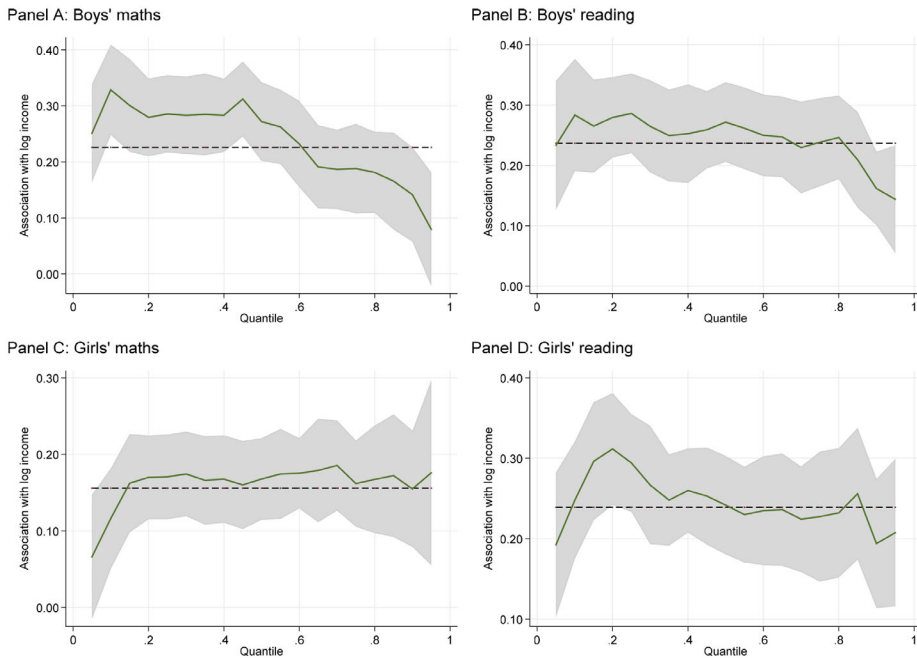 Panel A: Boys' maths
Association with log income
0.40
0.30
0.20
0.10
0.00
0 .2 .4 .6 .8 1
Quantile
Panel B: Boys' reading
Association with log income
0.40
0.30
0.20
0.10
0.00
0 .2 .4 .6 .8 1
Quantile
Panel C: Girls' maths
Association with log income
0.30
0.20
0.10
0.00
0 .2 .4 .6 .8 1
Quantile
Panel D: Girls' reading
Association with log income
0.40
0.30
0.20
0.10
0 .2 .4 .6 .8 1
Quantile